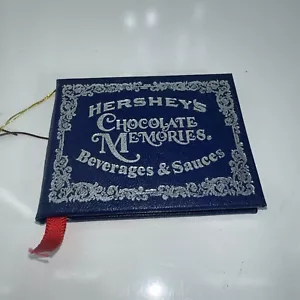 HERSHEY'S
CHOCOLATE
MEMORIES®
Beverages & Sauces